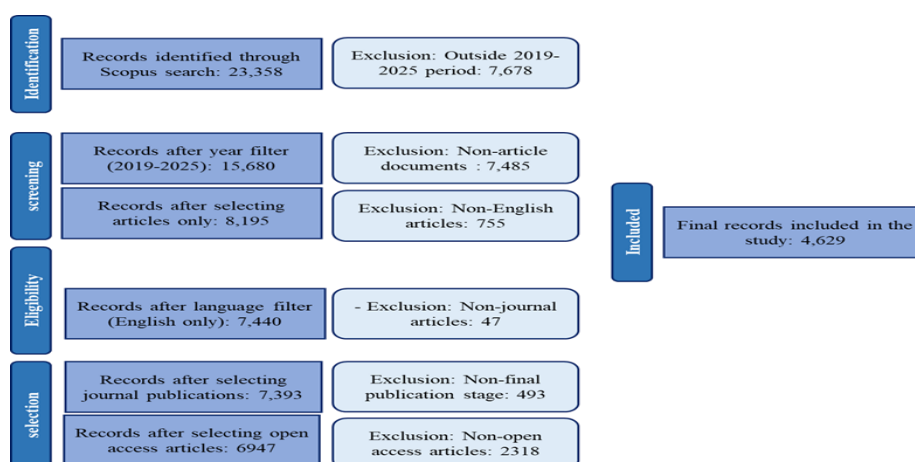 Identification
Records identified through
Scopus search: 23,358
Exclusion: Outside 2019-
2025 period: 7,678
screening
Records after year filter
(2019-2025): 15,680
Exclusion: Non-article
documents : 7,485
Records after selecting
articles only: 8,195
Exclusion: Non-English
articles: 755
Included
Final records included in the
study: 4,629
Eligibility
Records after language filter
(English only): 7,440
- Exclusion: Non-journal
articles: 47
selection
Records after selecting
journal publications: 7,393
Exclusion: Non-final
publication stage: 493
Records after selecting open
access articles: 6947
Exclusion: Non-open
access articles: 2318